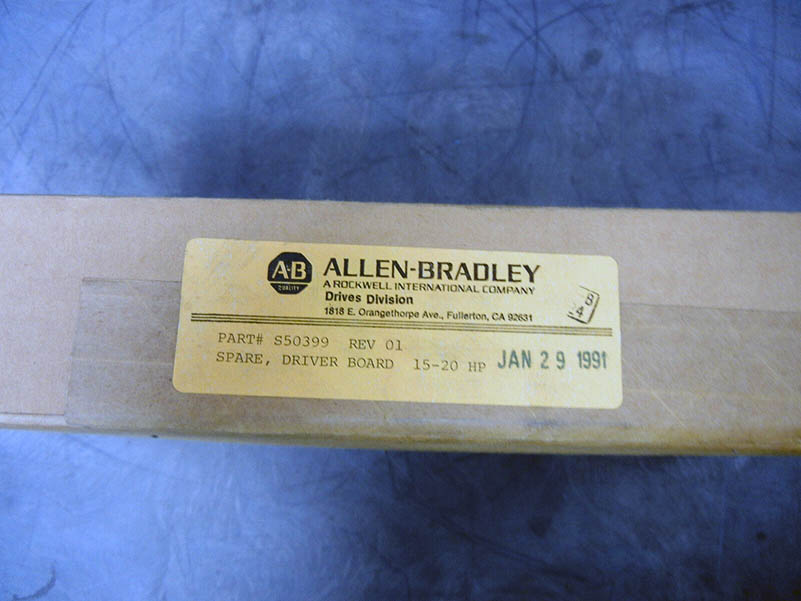 A-B
QUALITY
ALLEN-BRADLEY
A ROCKWELL INTERNATIONAL COMPANY
Drives Division
1818 E. Orangethorpe Ave., Fullerton, CA 92631
PART# S50399 REV 01
SPARE, DRIVER BOARD 15-20 HP JAN 29 1991